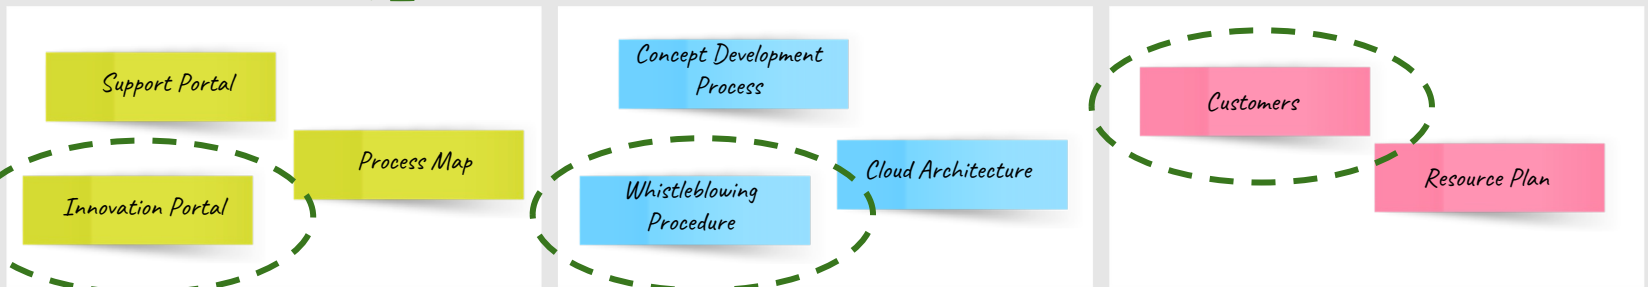 Support Portal
Process Map
Innovation Portal
Concept Development
Process
Cloud Architecture
Whistleblowing
Procedure
Customers
Resource Plan